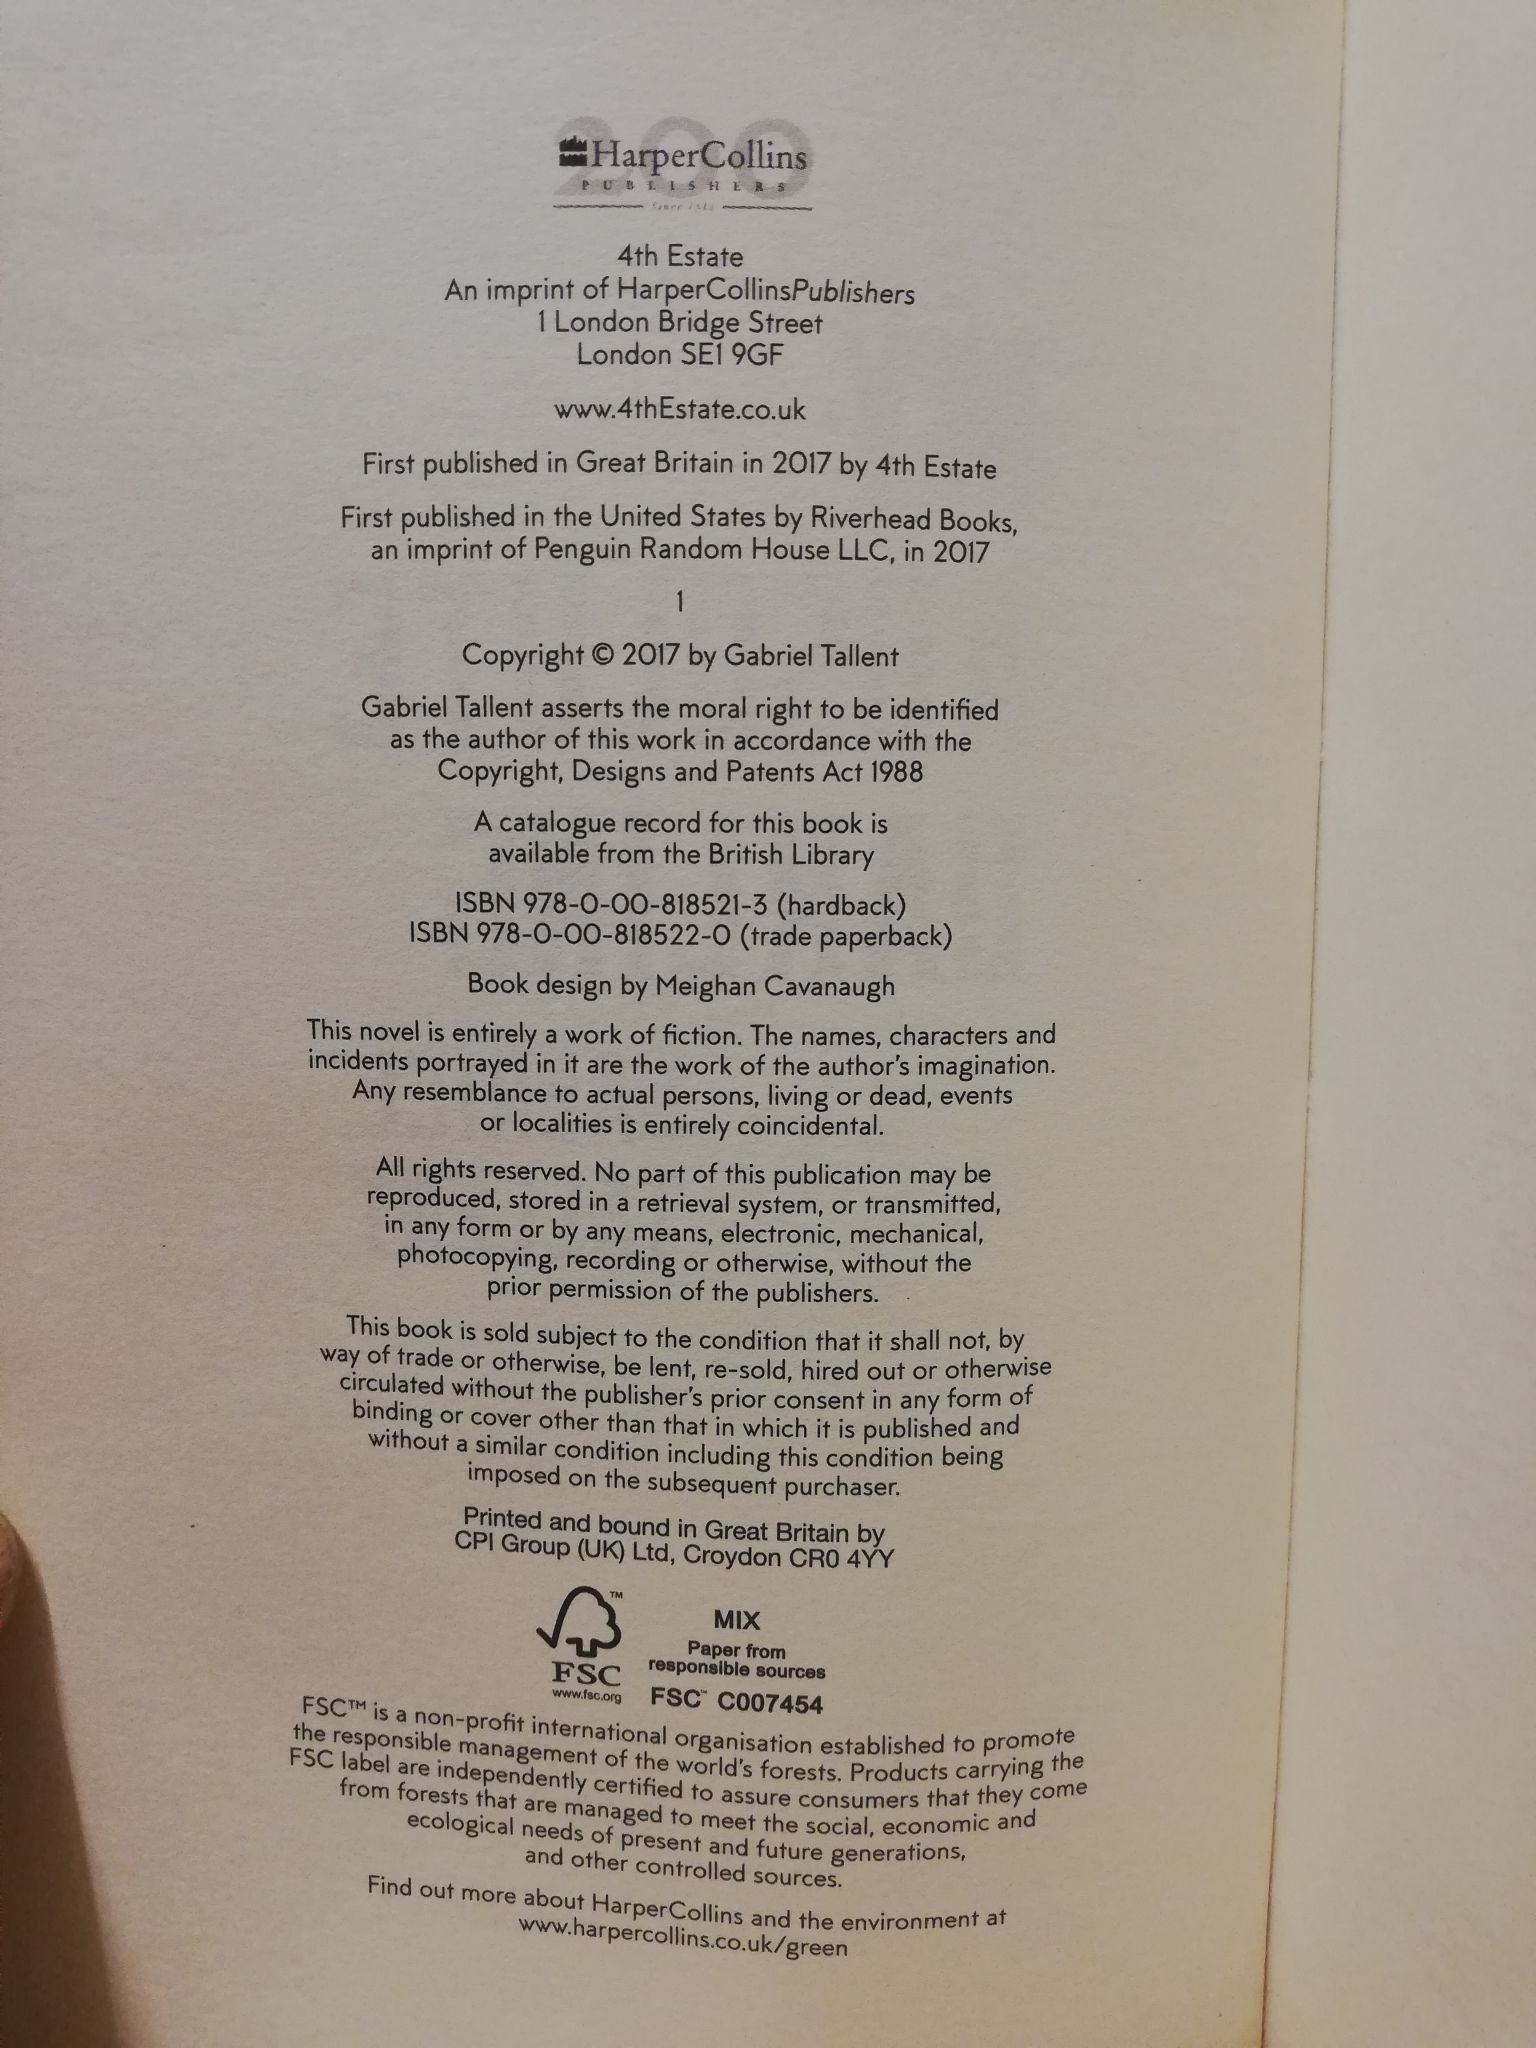 200
HarperCollins
PUBLISHERS
Since 1817
4th Estate
An imprint of HarperCollinsPublishers
1 London Bridge Street
London SE1 9GF
www.4thEstate.co.uk
First published in Great Britain in 2017 by 4th Estate
First published in the United States by Riverhead Books,
an imprint of Penguin Random House LLC, in 2017
1
Copyright © 2017 by Gabriel Tallent
Gabriel Tallent asserts the moral right to be identified
as the author of this work in accordance with the
Copyright, Designs and Patents Act 1988
A catalogue record for this book is
available from the British Library
ISBN 978-0-00-818521-3 (hardback)
ISBN 978-0-00-818522-0 (trade paperback)
Book design by Meighan Cavanaugh
This novel is entirely a work of fiction. The names, characters and
incidents portrayed in it are the work of the author's imagination.
Any resemblance to actual persons, living or dead, events
or localities is entirely coincidental.
All rights reserved. No part of this publication may be
reproduced, stored in a retrieval system, or transmitted,
in any form or by any means, electronic, mechanical,
photocopying, recording or otherwise, without the
prior permission of the publishers.
This book is sold subject to the condition that it shall not, by
way of trade or otherwise, be lent, re-sold, hired out or otherwise
circulated without the publisher's prior consent in any form of
binding or cover other than that in which it is published and
without a similar condition including this condition being
imposed on the subsequent purchaser.
Printed and bound in Great Britain by
CPI Group (UK) Ltd, Croydon CR0 4YY
™
FSC
www.fsc.org
MIX
Paper from
responsible sources
FSC™ C007454
FSC™ is a non-profit international organisation established to promote
the responsible management of the world's forests. Products carrying the
FSC label are independently certified to assure consumers that they come
from forests that are managed to meet the social, economic and
ecological needs of present and future generations,
and other controlled sources.
Find out more about HarperCollins and the environment at
www.harpercollins.co.uk/green